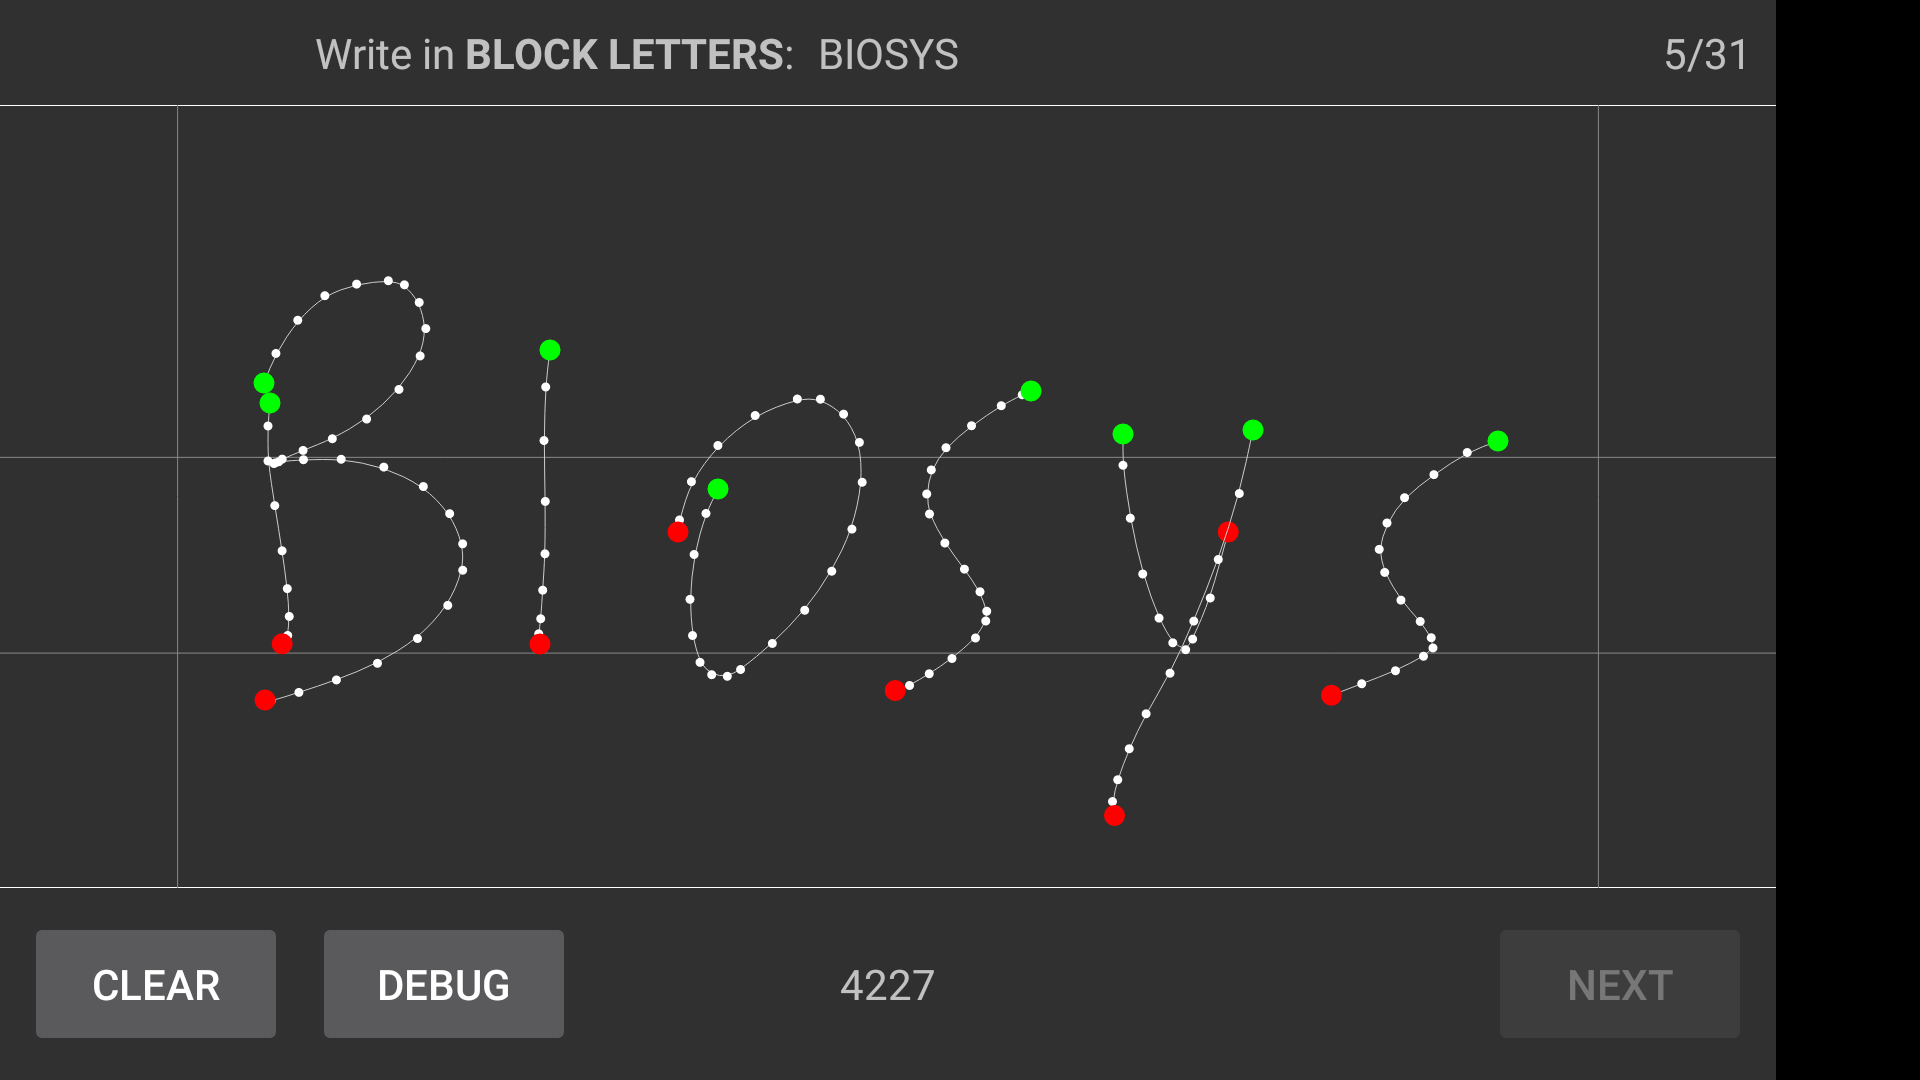 Write in BLOCK LETTERS: BIOSYS 5/31
BIOSYS
CLEAR DEBUG 4227 NEXT